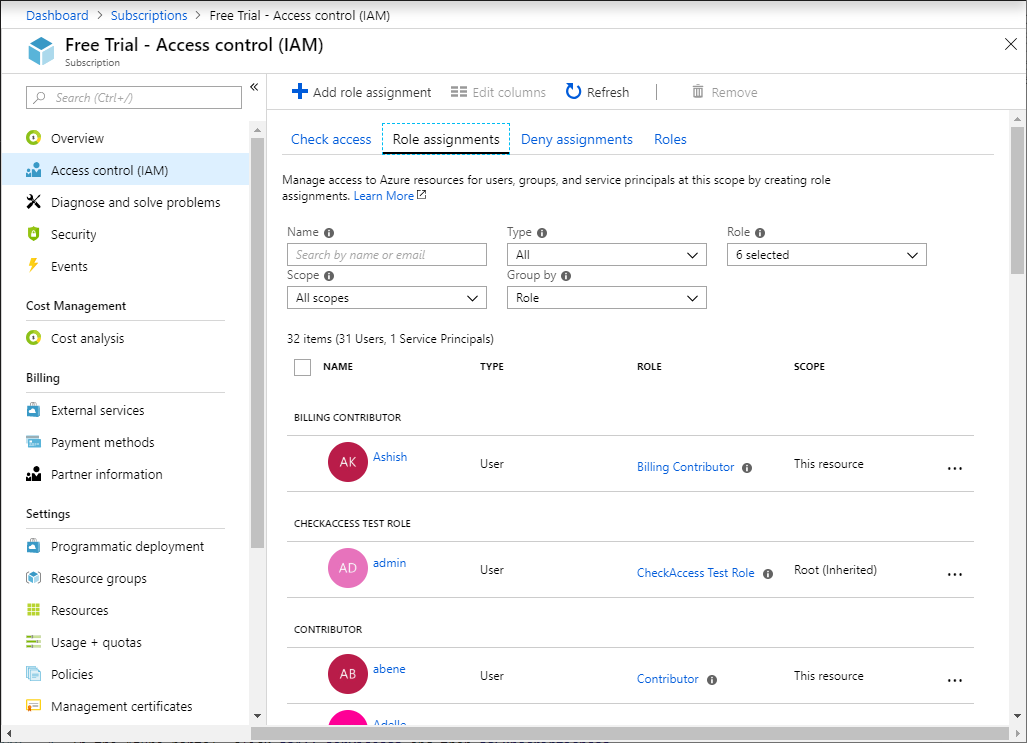 Dashboard > Subscriptions > Free Trial - Access control (IAM)
Free Trial - Access control (IAM)
Subscription
Search (Ctrl+/)
Overview
Access control (IAM)
Diagnose and solve problems
Security
Events
Cost Management
Cost analysis
Billing
External services
Payment methods
Partner information
Settings
Programmatic deployment
Resource groups
Resources
Usage + quotas
Policies
Management certificates
Add role assignment Edit columns Refresh Remove
Check access Role assignments Deny assignments Roles
Manage access to Azure resources for users, groups, and service principals at this scope by creating role
assignments. Learn More
Name Type Role
Search by name or email All 6 selected
Scope Group by
All scopes Role
32 items (31 Users, 1 Service Principals)
NAME TYPE ROLE SCOPE
BILLING CONTRIBUTOR
AK Ashish User Billing Contributor This resource ...
CHECKACCESS TEST ROLE
AD admin User CheckAccess Test Role Root (Inherited) ...
CONTRIBUTOR
AB abene User Contributor This resource ...
Adelle